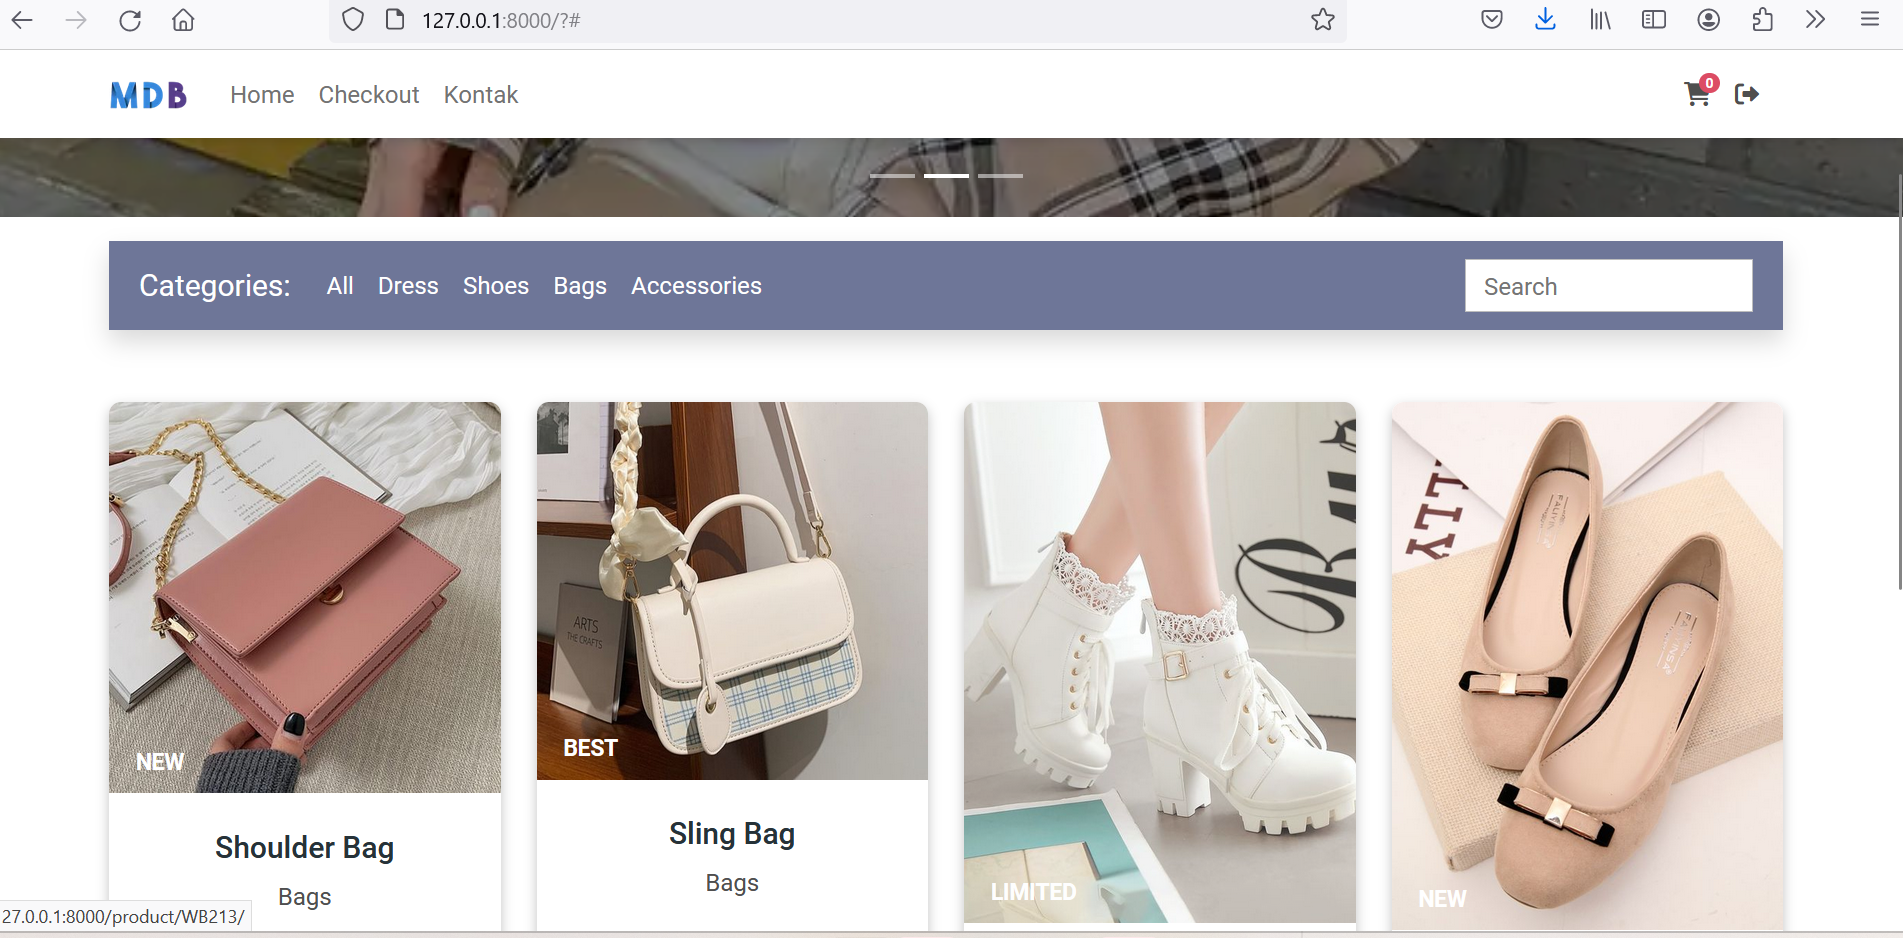 127.0.0.1:8000/?#
MDB
Home Checkout Kontak
0
Categories: All Dress Shoes Bags Accessories
Search
ARTS
THE CRAFTS
NEW
BEST
LIMITED
NEW
Shoulder Bag
Bags
Sling Bag
Bags
27.0.0.1:8000/product/WB213/